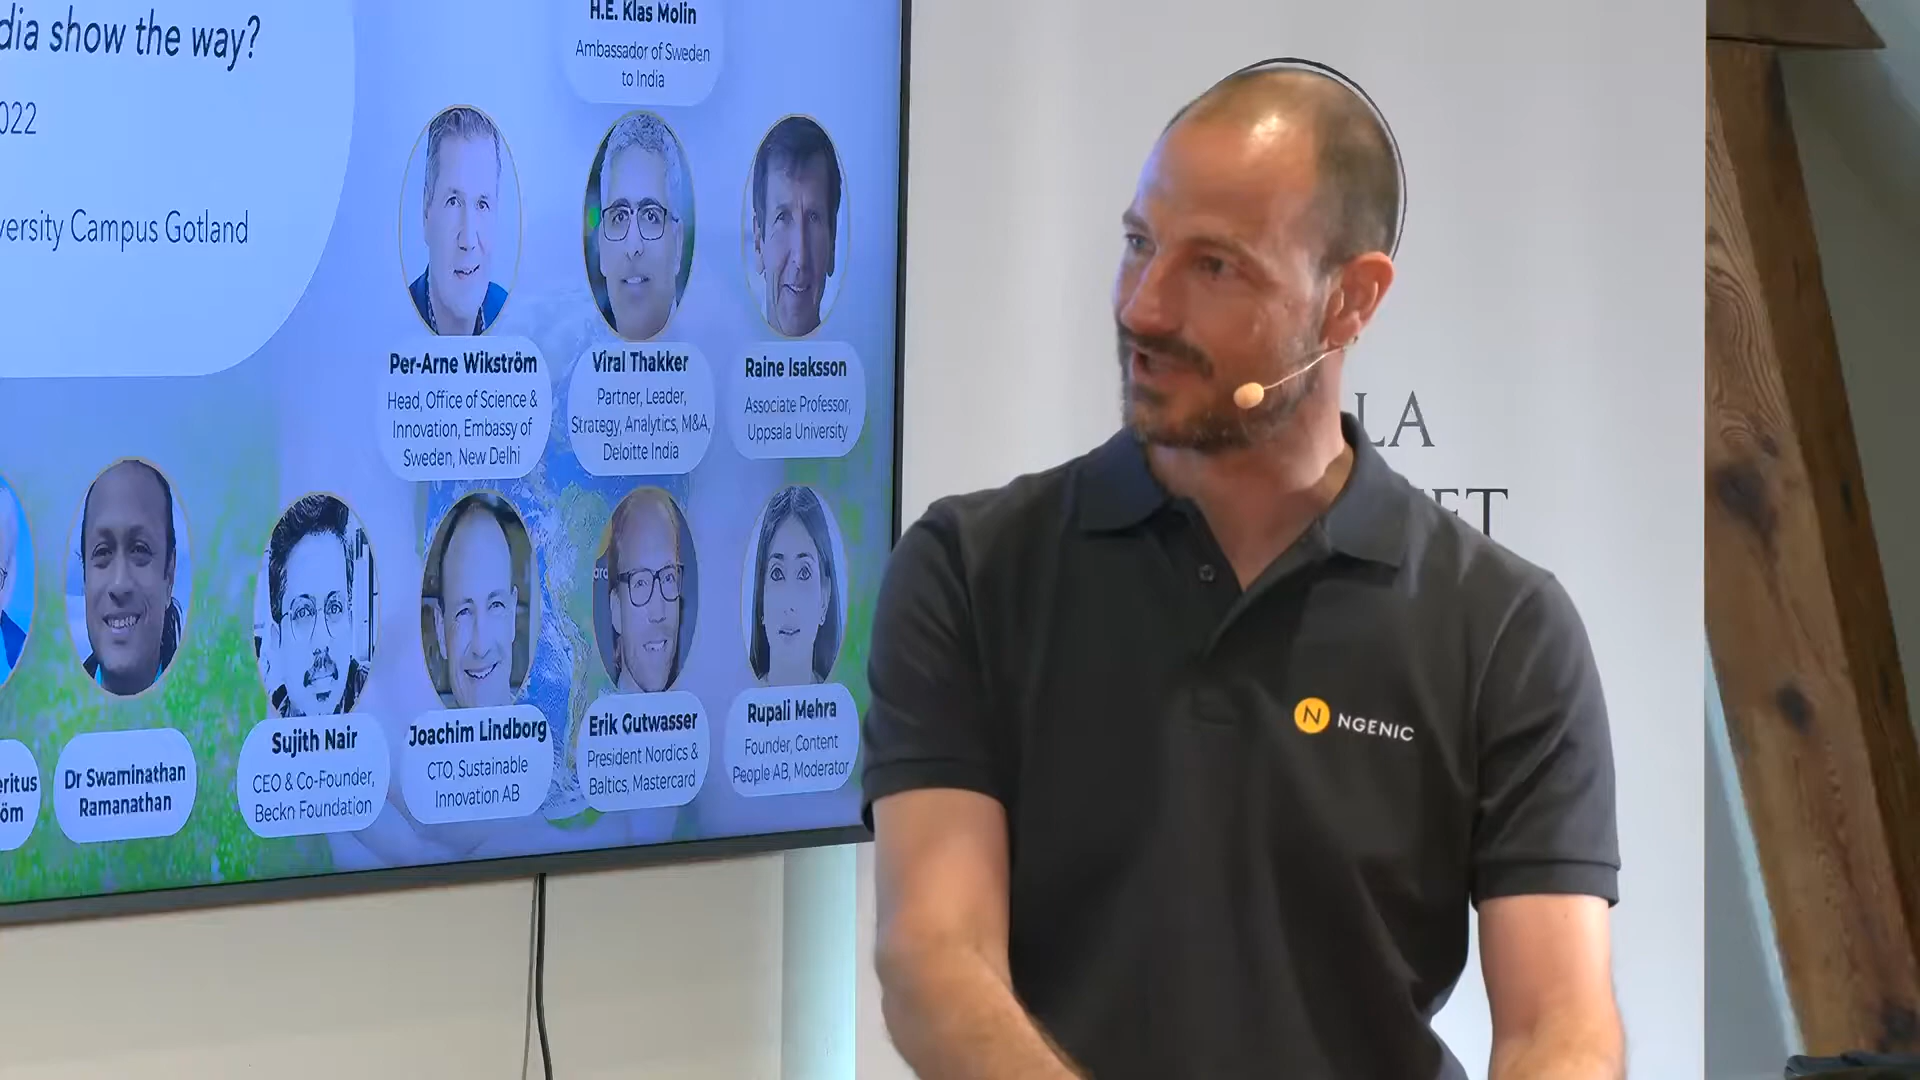 dia show the way?
022
versity Campus Gotland
H.E. Klas Molin
Ambassador of Sweden
to India
Per-Arne Wikström
Head, Office of Science &
Innovation, Embassy of
Sweden, New Delhi
Viral Thakker
Partner, Leader,
Strategy, Analytics, M&A,
Deloitte India
Raine Isaksson
Associate Professor,
Uppsala University
eritus
öm
Dr Swaminathan
Ramanathan
Sujith Nair
CEO & Co-Founder,
Beckn Foundation
Joachim Lindborg
CTO, Sustainable
Innovation AB
Erik Gutwasser
President Nordics &
Baltics, Mastercard
Rupali Mehra
Founder, Content
People AB, Moderator
LA
ET
N NGENIC